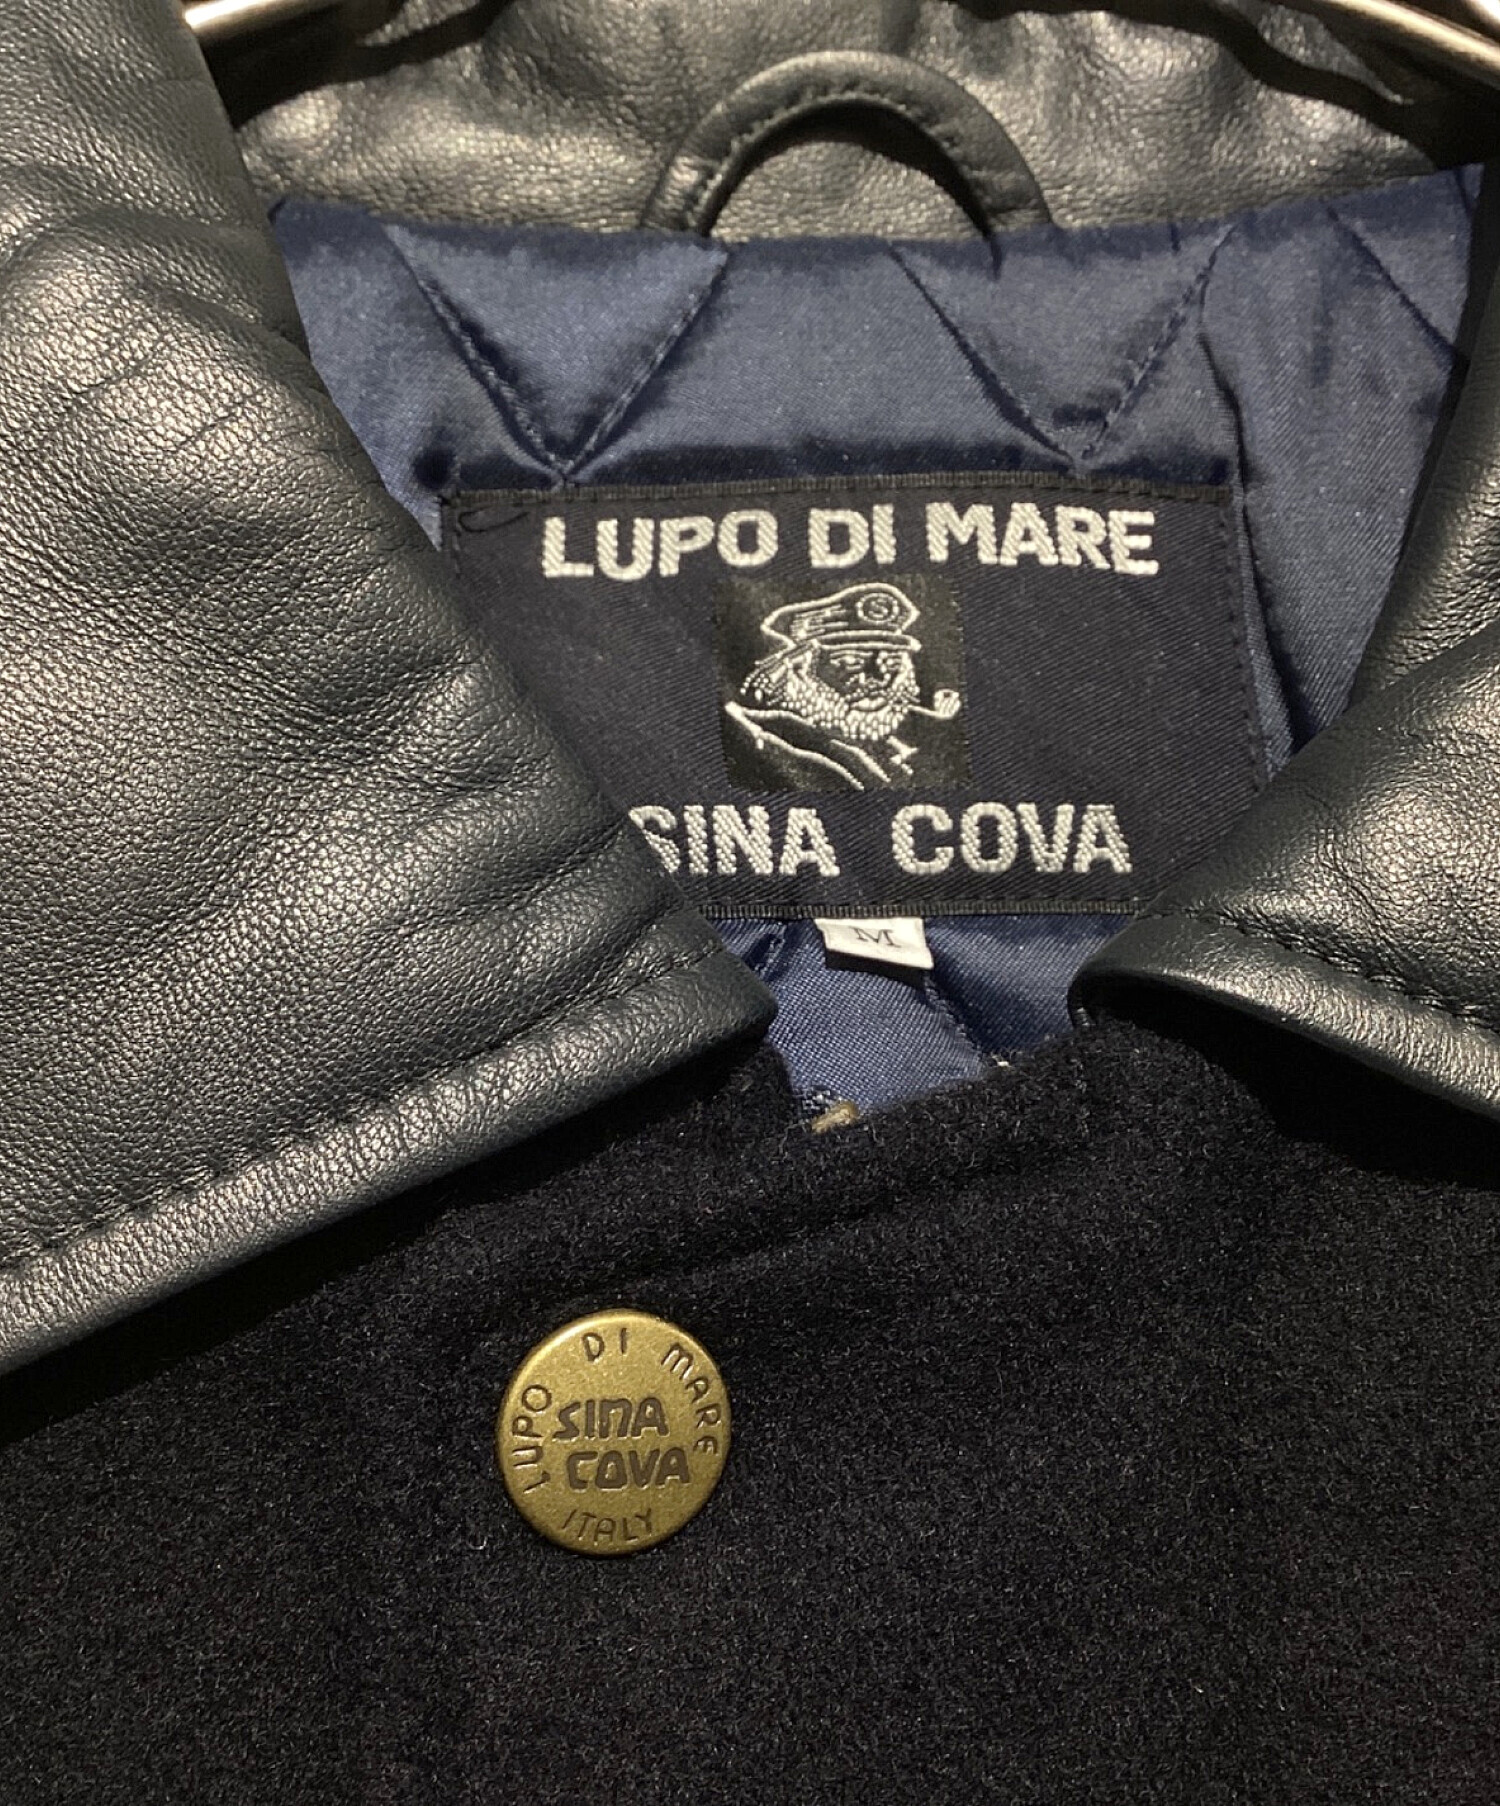 LUPO DI MARE
S
SINA COVA
M
LUPO DI MARE
SINA
COVA
ITALY